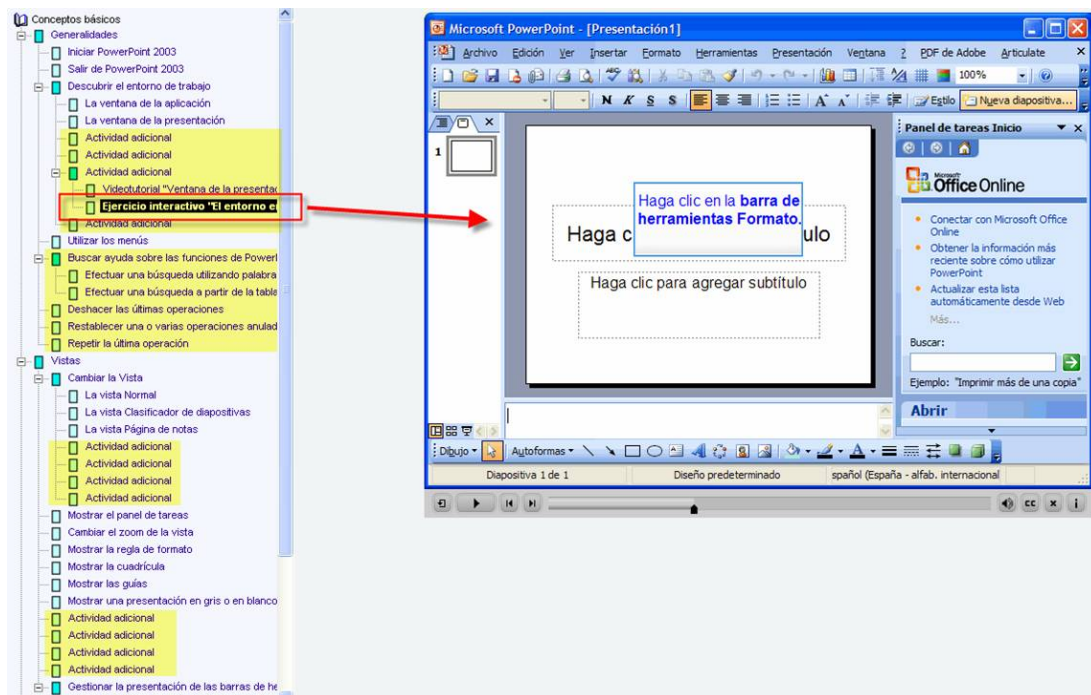 Conceptos básicos
Generalidades
Iniciar PowerPoint 2003
Salir de PowerPoint 2003
Descubrir el entorno de trabajo
La ventana de la aplicación
La ventana de la presentación
Actividad adicional
Actividad adicional
Actividad adicional
Videotutorial "Ventana de la presentac
Ejercicio interactivo "El entorno e
Actividad adicional
Utilizar los menús
Buscar ayuda sobre las funciones de Powerl
Efectuar una búsqueda utilizando palabra
Efectuar una búsqueda a partir de la table
Deshacer las últimas operaciones
Restablecer una o varias operaciones anulad
Repetir la última operación
Vistas
Cambiar la Vista
La vista Normal
La vista Clasificador de diapositivas
La vista Página de notas
Actividad adicional
Actividad adicional
Actividad adicional
Actividad adicional
Mostrar el panel de tareas
Cambiar el zoom de la vista
Mostrar la regla de formato
Mostrar la cuadrícula
Mostrar las guías
Mostrar una presentación en gris o en blanco
Actividad adicional
Actividad adicional
Actividad adicional
Actividad adicional
Gestionar la presentación de las barras de he
Microsoft PowerPoint - [Presentación1]
Archivo Edición Ver Insertar Formato Herramientas Presentación Ventana ? PDF de Adobe Articulate
100%
N K S S Estilo Nueva diapositiva...
1
Haga clic en la barra de
herramientas Formato.
Haga c ulo
Haga clic para agregar subtítulo
Panel de tareas Inicio
Microsoft
Office Online
Conectar con Microsoft Office
Online
Obtener la información más
reciente sobre cómo utilizar
PowerPoint
Actualizar esta lista
automáticamente desde Web
Más...
Buscar:
Ejemplo: "Imprimir más de una copia"
Abrir
Dibujo Autoformas
Diapositiva 1 de 1 Diseño predeterminado spañol (España - alfab. internacional
CC